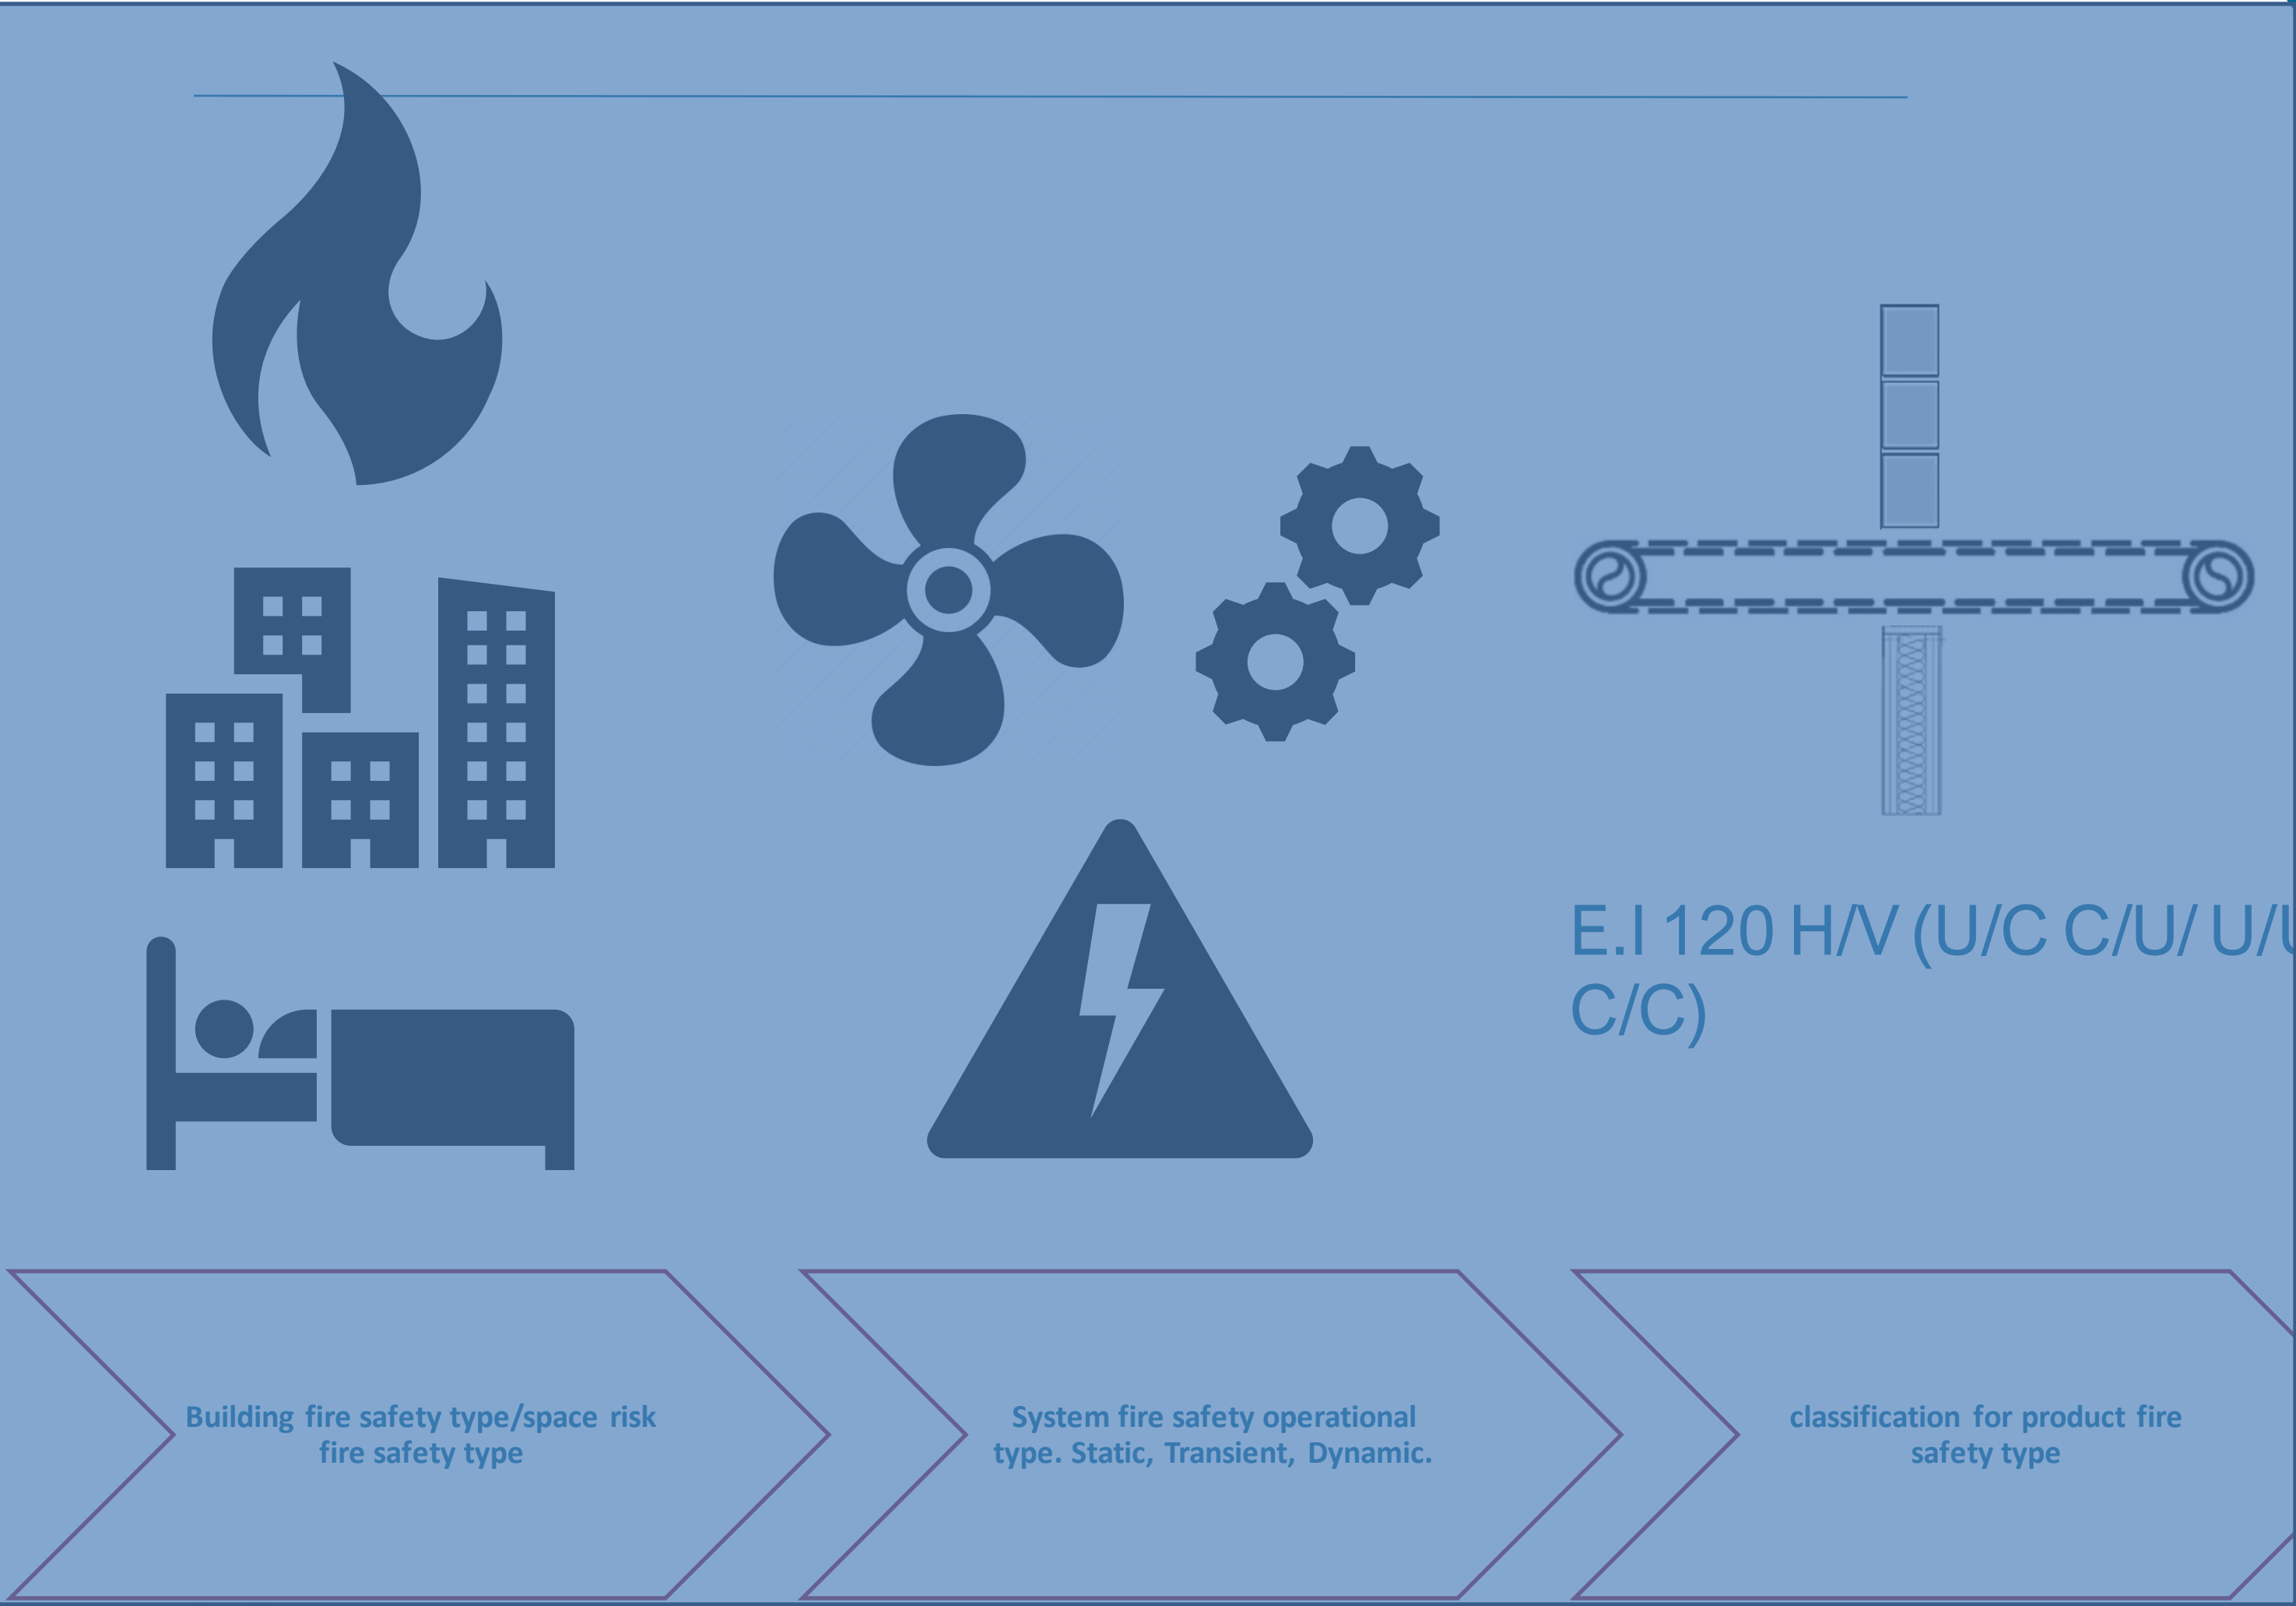 E.I 120 H/V (U/C C/U/ U/
C/C)
Building fire safety type/space risk
fire safety type
System fire safety operational
type. Static, Transient, Dynamic.
classification for product fire
safety type